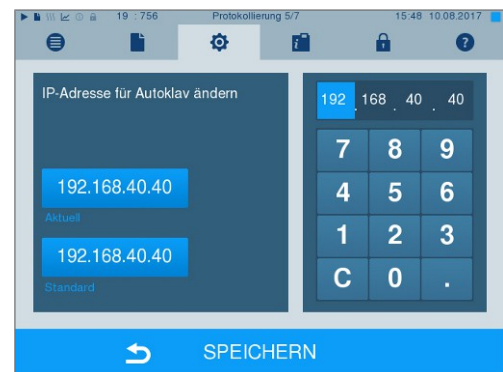 19 : 756 Protokollierung 5/7 15:48 10.08.2017
IP-Adresse für Autoklav ändern
192.168.40.40
Aktuell
192.168.40.40
Standard
192 . 168 . 40 . 40
7 8 9
4 5 6
1 2 3
C 0 .
SPEICHERN